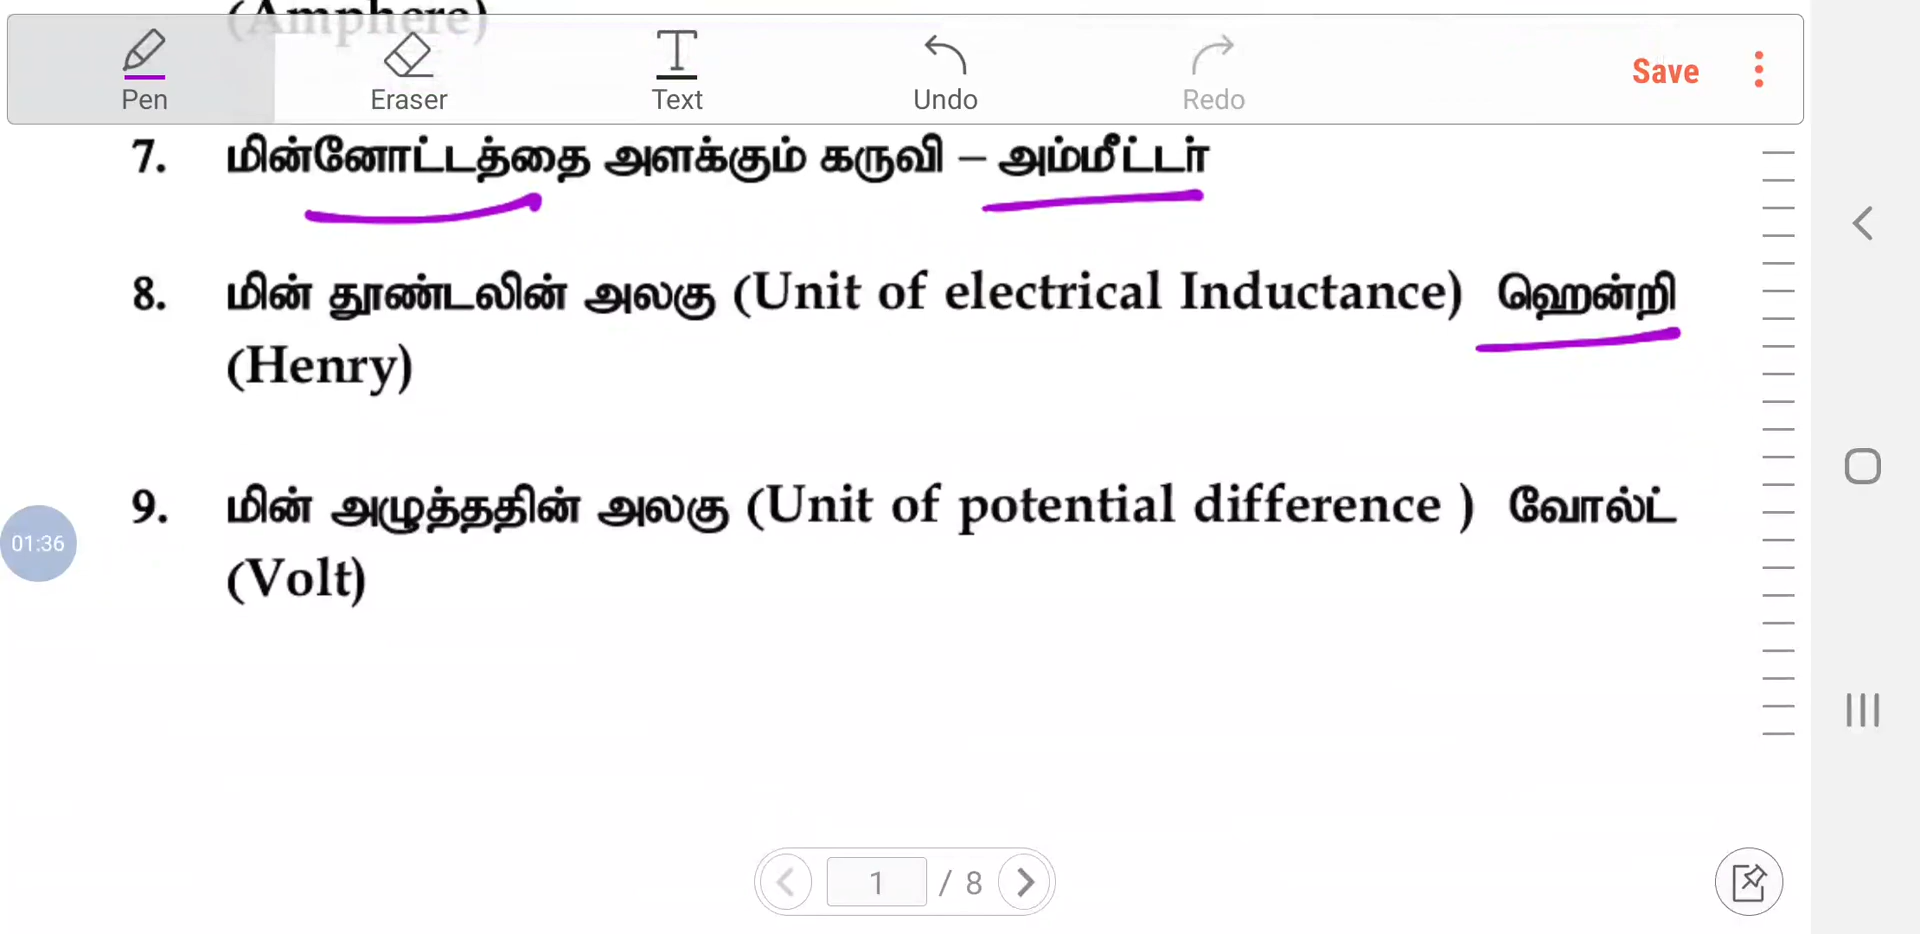 (Amphere)
Pen
Eraser
Text
Undo
Redo
Save
7. மின்னோட்டத்தை அளக்கும் கருவி – அம்மீட்டர்
8. மின் தூண்டலின் அலகு (Unit of electrical Inductance) ஹென்றி
(Henry)
9. மின் அழுத்ததின் அலகு (Unit of potential difference ) வோல்ட்
(Volt)
01:36
1 / 8